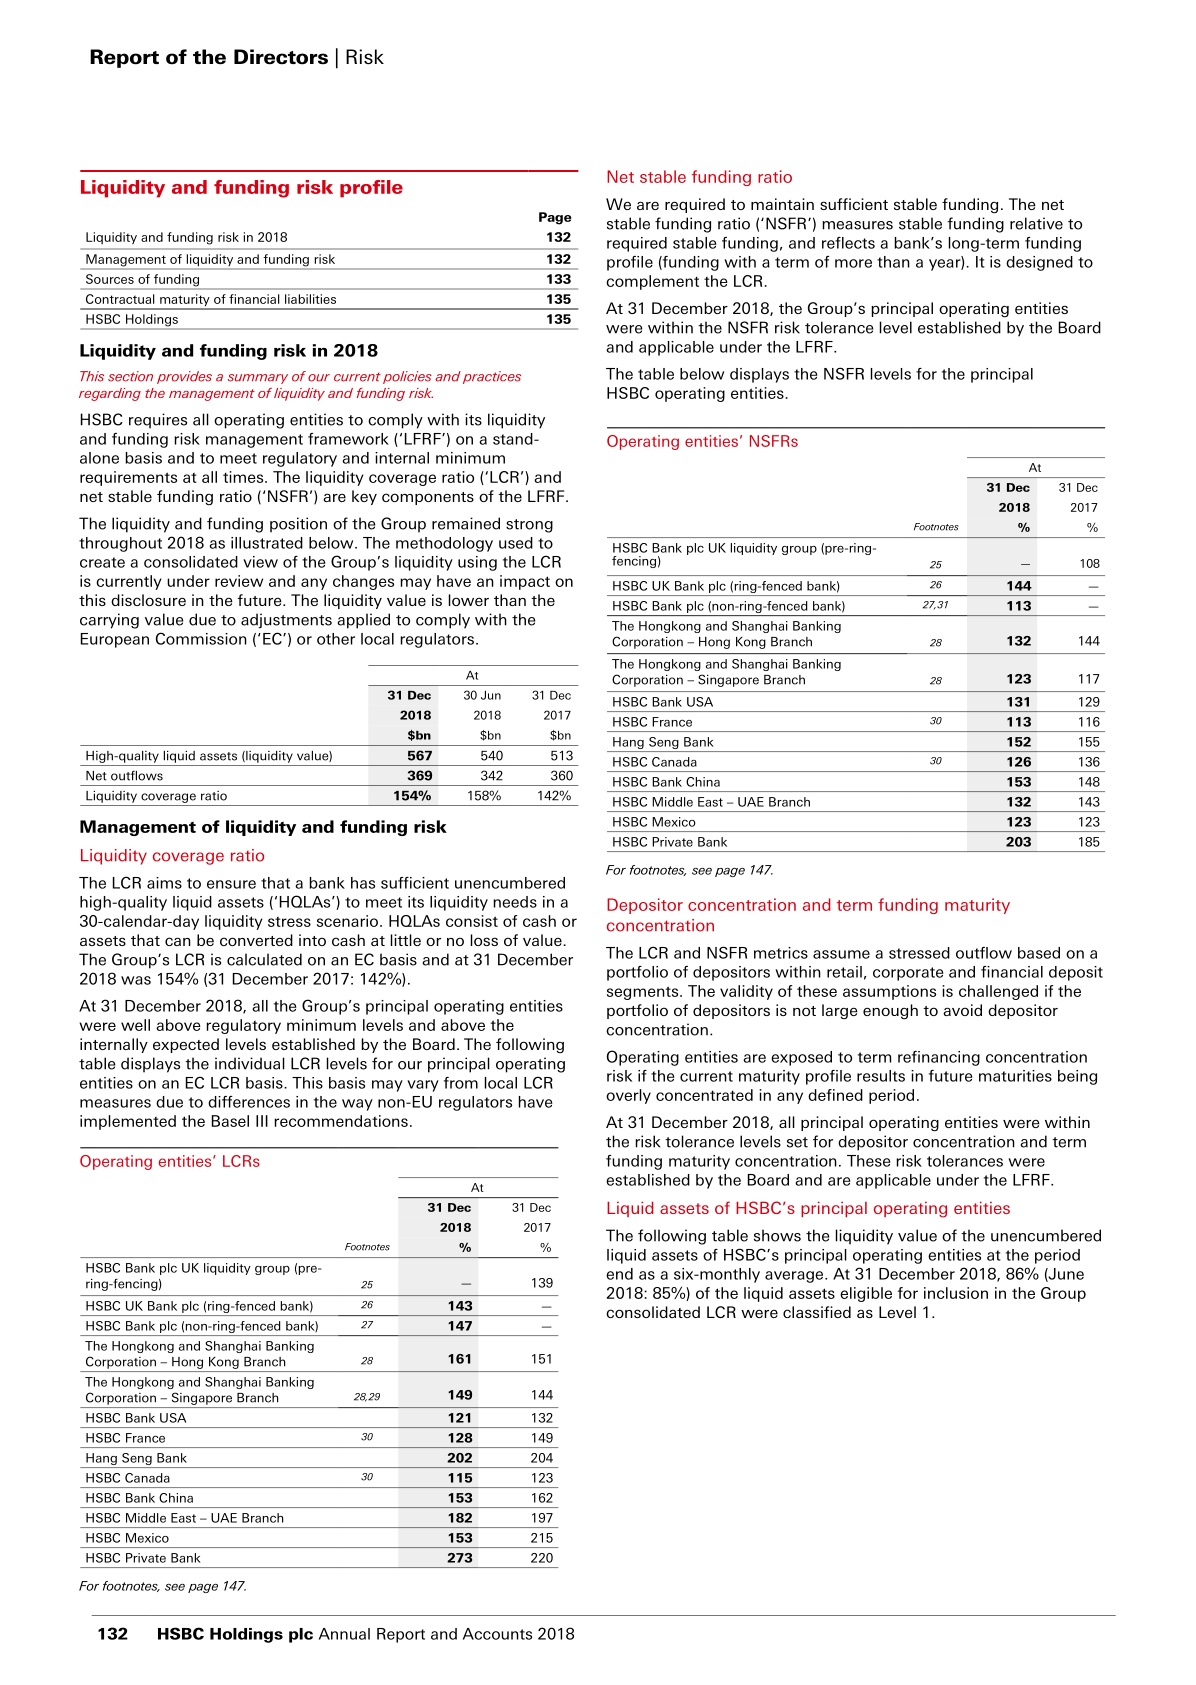 Report of the Directors | Risk
Liquidity and funding risk profile
Page
Liquidity and funding risk in 2018 132
Management of liquidity and funding risk 132
Sources of funding 133
Contractual maturity of financial liabilities 135
HSBC Holdings 135
Liquidity and funding risk in 2018
This section provides a summary of our current policies and practices
regarding the management of liquidity and funding risk.
HSBC requires all operating entities to comply with its liquidity
and funding risk management framework (‘LFRF’) on a stand-
alone basis and to meet regulatory and internal minimum
requirements at all times. The liquidity coverage ratio (‘LCR’) and
net stable funding ratio (‘NSFR’) are key components of the LFRF.
The liquidity and funding position of the Group remained strong
throughout 2018 as illustrated below. The methodology used to
create a consolidated view of the Group’s liquidity using the LCR
is currently under review and any changes may have an impact on
this disclosure in the future. The liquidity value is lower than the
carrying value due to adjustments applied to comply with the
European Commission (‘EC’) or other local regulators.
At
31 Dec 30 Jun 31 Dec
2018 2018 2017
$bn $bn $bn
High-quality liquid assets (liquidity value) 567 540 513
Net outflows 369 342 360
Liquidity coverage ratio 154% 158% 142%
Management of liquidity and funding risk
Liquidity coverage ratio
The LCR aims to ensure that a bank has sufficient unencumbered
high-quality liquid assets (‘HQLAs’) to meet its liquidity needs in a
30-calendar-day liquidity stress scenario. HQLAs consist of cash or
assets that can be converted into cash at little or no loss of value.
The Group’s LCR is calculated on an EC basis and at 31 December
2018 was 154% (31 December 2017: 142%).
At 31 December 2018, all the Group’s principal operating entities
were well above regulatory minimum levels and above the
internally expected levels established by the Board. The following
table displays the individual LCR levels for our principal operating
entities on an EC LCR basis. This basis may vary from local LCR
measures due to differences in the way non-EU regulators have
implemented the Basel III recommendations.
Operating entities’ LCRs
At
31 Dec 31 Dec
2018 2017
Footnotes % %
HSBC Bank plc UK liquidity group (pre-
ring-fencing) 25 — 139
HSBC UK Bank plc (ring-fenced bank) 26 143 —
HSBC Bank plc (non-ring-fenced bank) 27 147 —
The Hongkong and Shanghai Banking
Corporation – Hong Kong Branch 28 161 151
The Hongkong and Shanghai Banking
Corporation – Singapore Branch 28,29 149 144
HSBC Bank USA 121 132
HSBC France 30 128 149
Hang Seng Bank 202 204
HSBC Canada 30 115 123
HSBC Bank China 153 162
HSBC Middle East – UAE Branch 182 197
HSBC Mexico 153 215
HSBC Private Bank 273 220
For footnotes, see page 147.
Net stable funding ratio
We are required to maintain sufficient stable funding. The net
stable funding ratio (‘NSFR’) measures stable funding relative to
required stable funding, and reflects a bank’s long-term funding
profile (funding with a term of more than a year). It is designed to
complement the LCR.
At 31 December 2018, the Group’s principal operating entities
were within the NSFR risk tolerance level established by the Board
and applicable under the LFRF.
The table below displays the NSFR levels for the principal
HSBC operating entities.
Operating entities’ NSFRs
At
31 Dec 31 Dec
2018 2017
Footnotes % %
HSBC Bank plc UK liquidity group (pre-ring-
fencing) 25 — 108
HSBC UK Bank plc (ring-fenced bank) 26 144 —
HSBC Bank plc (non-ring-fenced bank) 27,31 113 —
The Hongkong and Shanghai Banking
Corporation – Hong Kong Branch 28 132 144
The Hongkong and Shanghai Banking
Corporation – Singapore Branch 28 123 117
HSBC Bank USA 131 129
HSBC France 30 113 116
Hang Seng Bank 152 155
HSBC Canada 30 126 136
HSBC Bank China 153 148
HSBC Middle East – UAE Branch 132 143
HSBC Mexico 123 123
HSBC Private Bank 203 185
For footnotes, see page 147.
Depositor concentration and term funding maturity
concentration
The LCR and NSFR metrics assume a stressed outflow based on a
portfolio of depositors within retail, corporate and financial deposit
segments. The validity of these assumptions is challenged if the
portfolio of depositors is not large enough to avoid depositor
concentration.
Operating entities are exposed to term refinancing concentration
risk if the current maturity profile results in future maturities being
overly concentrated in any defined period.
At 31 December 2018, all principal operating entities were within
the risk tolerance levels set for depositor concentration and term
funding maturity concentration. These risk tolerances were
established by the Board and are applicable under the LFRF.
Liquid assets of HSBC’s principal operating entities
The following table shows the liquidity value of the unencumbered
liquid assets of HSBC’s principal operating entities at the period
end as a six-monthly average. At 31 December 2018, 86% (June
2018: 85%) of the liquid assets eligible for inclusion in the Group
consolidated LCR were classified as Level 1.
132 HSBC Holdings plc Annual Report and Accounts 2018